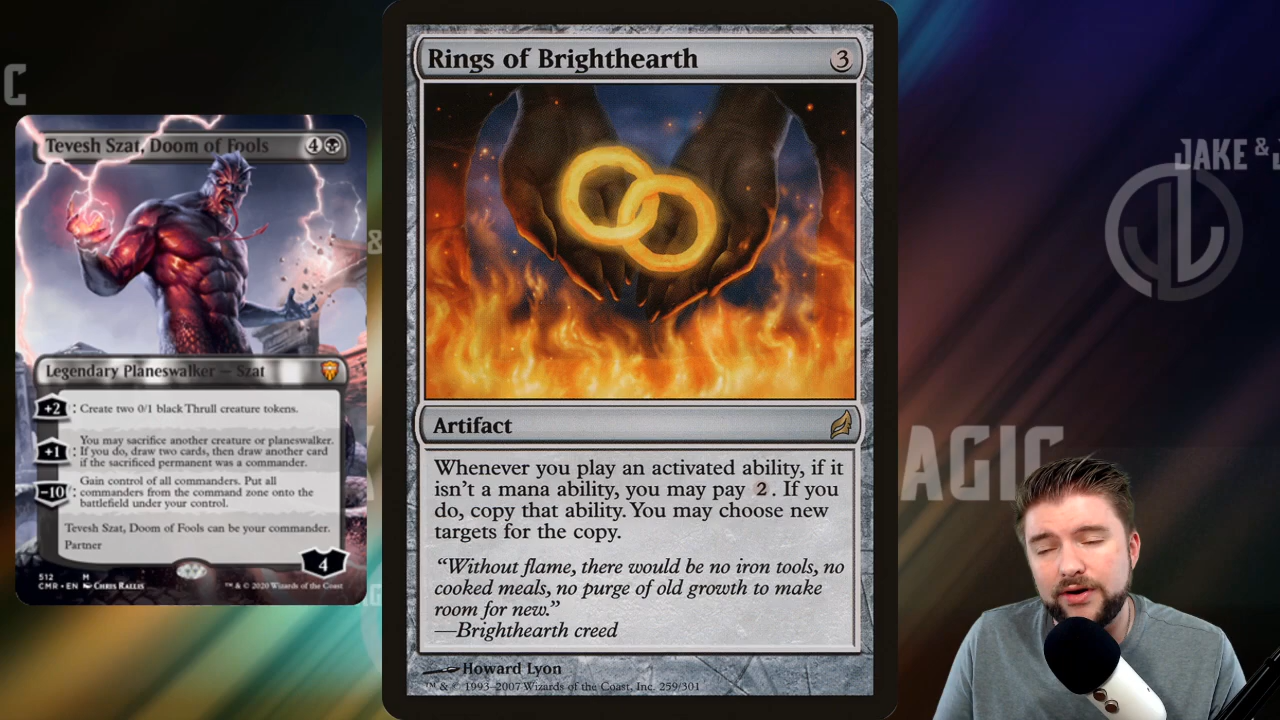 C
Tevesh Szat, Doom of Fools 4
Legendary Planeswalker — Szat
+2 : Create two 0/1 black Thrull creature tokens.
+1 : You may sacrifice another creature or planeswalker.
If you do, draw two cards, then draw another card
if the sacrificed permanent was a commander.
-10 : Gain control of all commanders. Put all
commanders from the command zone onto the
battlefield under your control.
Tevesh Szat, Doom of Fools can be your commander.
Partner
4
512 M
CMR • EN Chris Rallis
™ & © 2020 Wizards of the Coast
&
Rings of Brighthearth 3
Artifact
Whenever you play an activated ability, if it
isn't a mana ability, you may pay 2. If you
do, copy that ability. You may choose new
targets for the copy.
"Without flame, there would be no iron tools, no
cooked meals, no purge of old growth to make
room for new."
—Brighthearth creed
Howard Lyon
™ & © 1993–2007 Wizards of the Coast, Inc. 259/301
JAKE & J
JL
AGIC